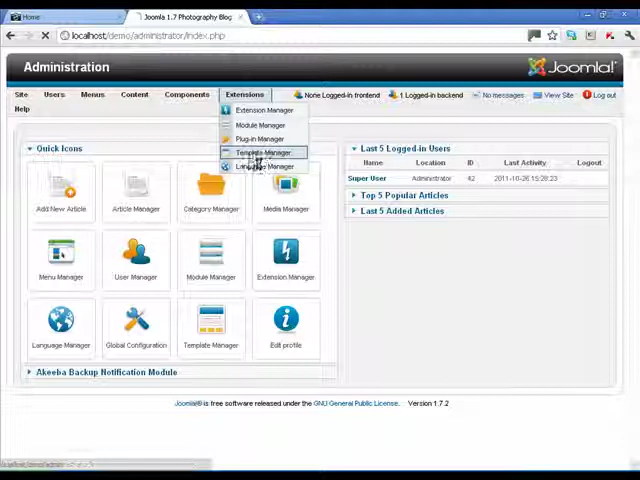 Home
Joomla 1.7 Photography Blog
localhost/demo/administrator/index.php
Administration
Joomla!
Site Users Menus Content Components Extensions None Logged-in frontend 1 Logged-in backend No messages View Site Log out
Help
Extension Manager
Module Manager
Plug-in Manager
Template Manager
Language Manager
Quick Icons
Add New Article Article Manager Category Manager Media Manager
Menu Manager User Manager Module Manager Extension Manager
Language Manager Global Configuration Template Manager Edit profile
Akeeba Backup Notification Module
Last 5 Logged-in Users
Name Location ID Last Activity Logout
Super User Administrator 42 2011-10-26 15:28:23
Top 5 Popular Articles
Last 5 Added Articles
Joomla!® is free software released under the GNU General Public License. Version 1.7.2